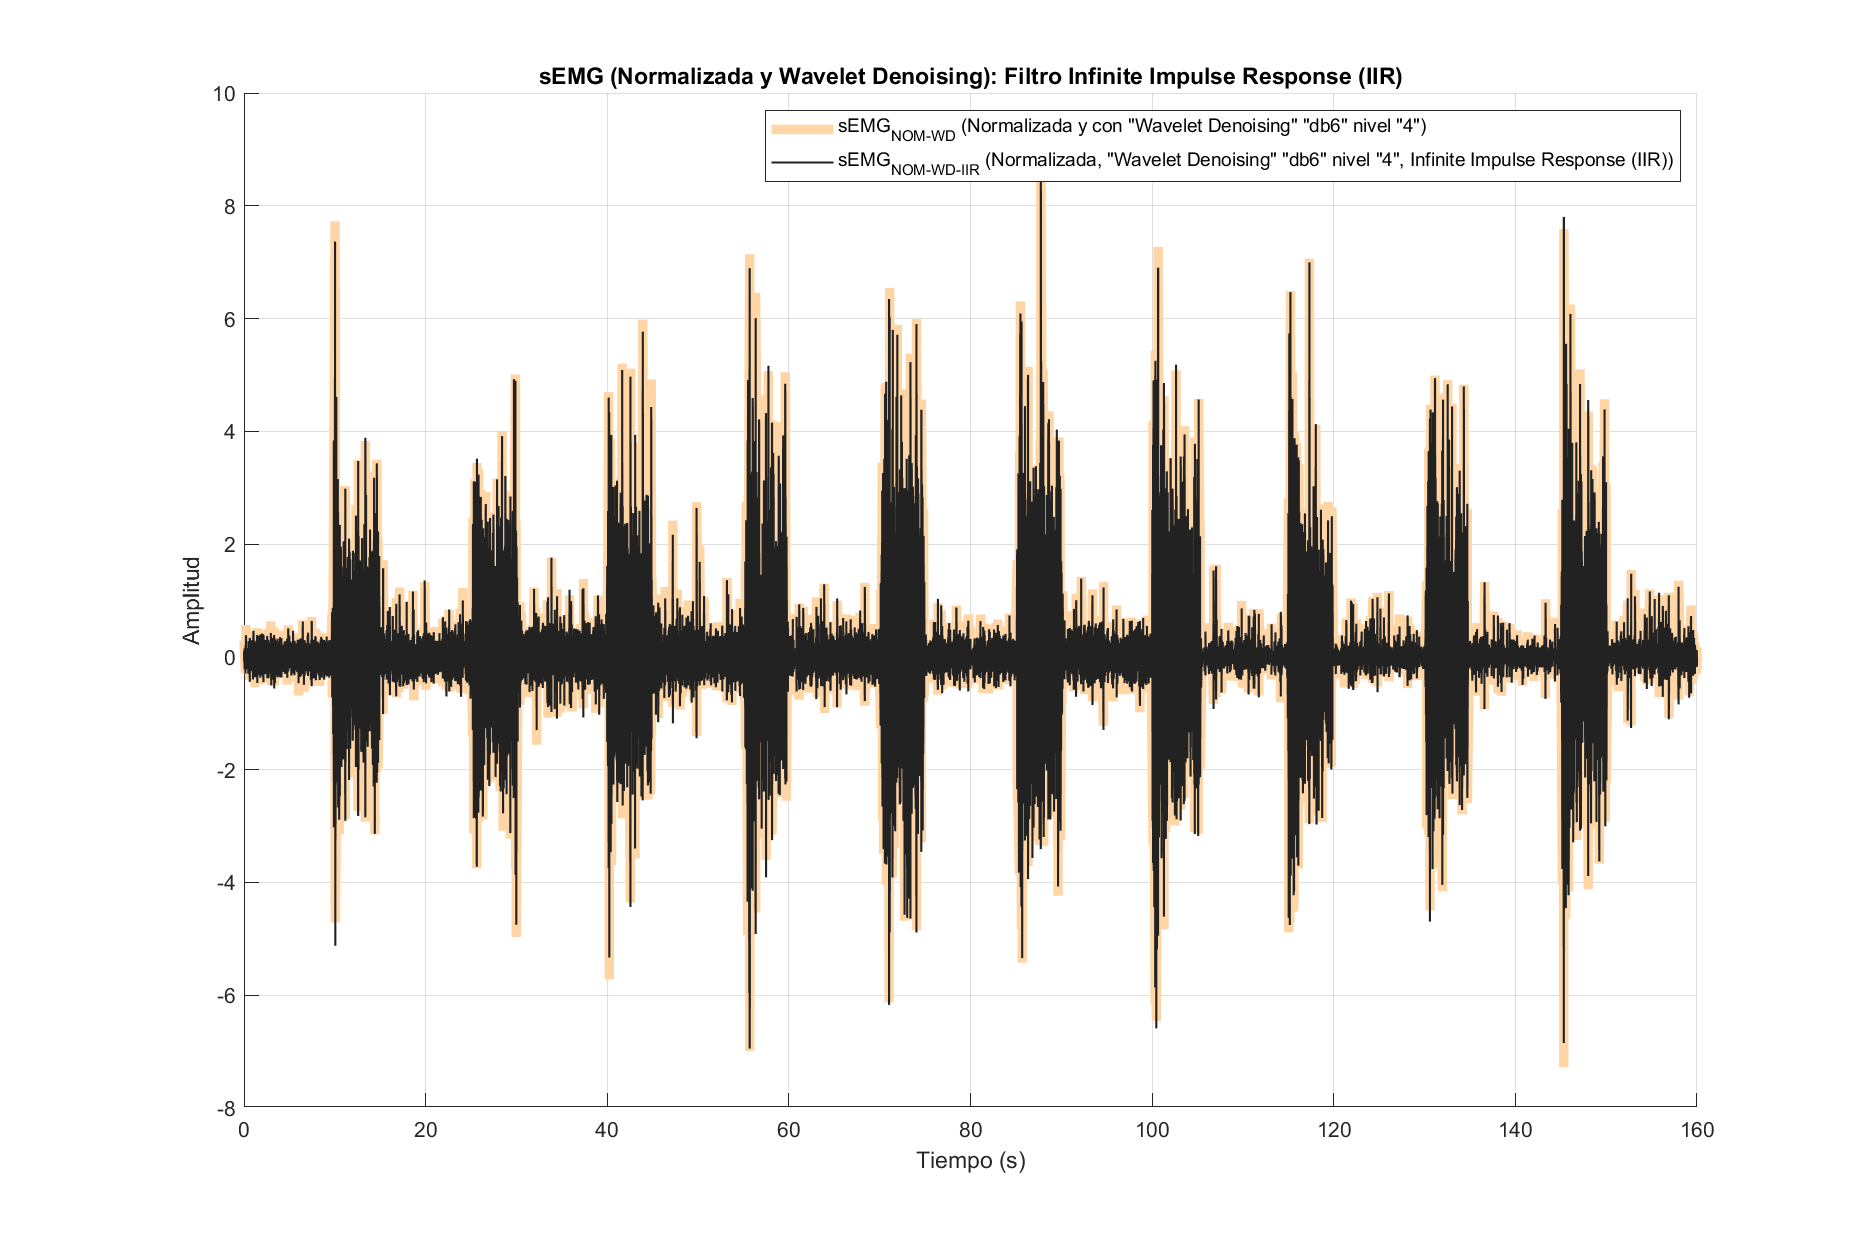 sEMG (Normalizada y Wavelet Denoising): Filtro Infinite Impulse Response (IIR)
10
sEMG_NOM-WD (Normalizada y con "Wavelet Denoising" "db6" nivel "4")
sEMG_NOM-WD-IIR (Normalizada, "Wavelet Denoising" "db6" nivel "4", Infinite Impulse Response (IIR))
8
6
4
2
0
-2
-4
-6
-8
Amplitud
0 20 40 60 80 100 120 140 160
Tiempo (s)